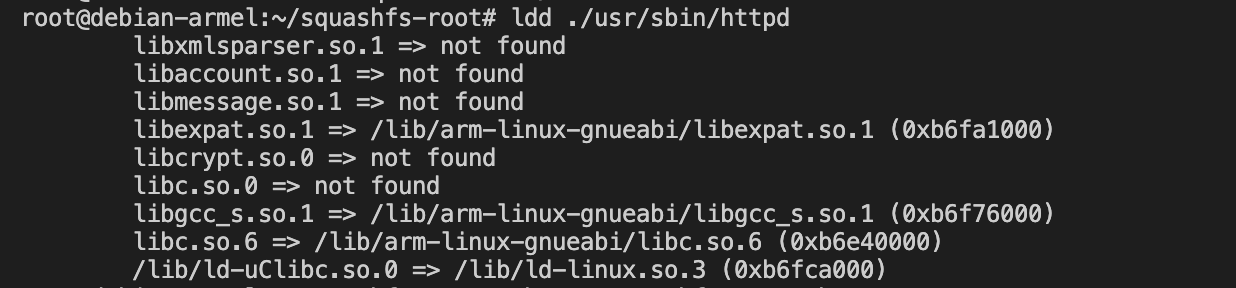 root@debian-armel:~/squashfs-root# ldd ./usr/sbin/httpd
libxmlsparser.so.1 => not found
libaccount.so.1 => not found
libmessage.so.1 => not found
libexpat.so.1 => /lib/arm-linux-gnueabi/libexpat.so.1 (0xb6fa1000)
libcrypt.so.0 => not found
libc.so.0 => not found
libgcc_s.so.1 => /lib/arm-linux-gnueabi/libgcc_s.so.1 (0xb6f76000)
libc.so.6 => /lib/arm-linux-gnueabi/libc.so.6 (0xb6e40000)
/lib/ld-uClibc.so.0 => /lib/ld-linux.so.3 (0xb6fca000)